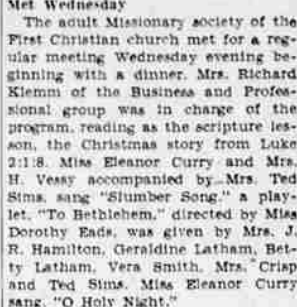 Met Wednesday
The adult Missionary society of the
First Christian church met for a reg-
ular meeting Wednesday evening be-
ginning with a dinner. Mrs. Richard
Klemm of the Business and Profes-
sional group was in charge of the
program, reading as the scripture les-
son, the Christmas story from Luke
2:1:8. Miss Eleanor Curry and Mrs.
H. Vessy accompanied by Mrs. Ted
Sims, sang "Slumber Song." a play-
let, "To Bethlehem," directed by Miss
Dorothy Eads, was given by Mrs. J.
R. Hamilton, Geraldine Latham, Bet-
ty Latham, Vera Smith, Mrs. Crisp
and Ted Sims. Miss Eleanor Curry
sang, "O Holy Night."